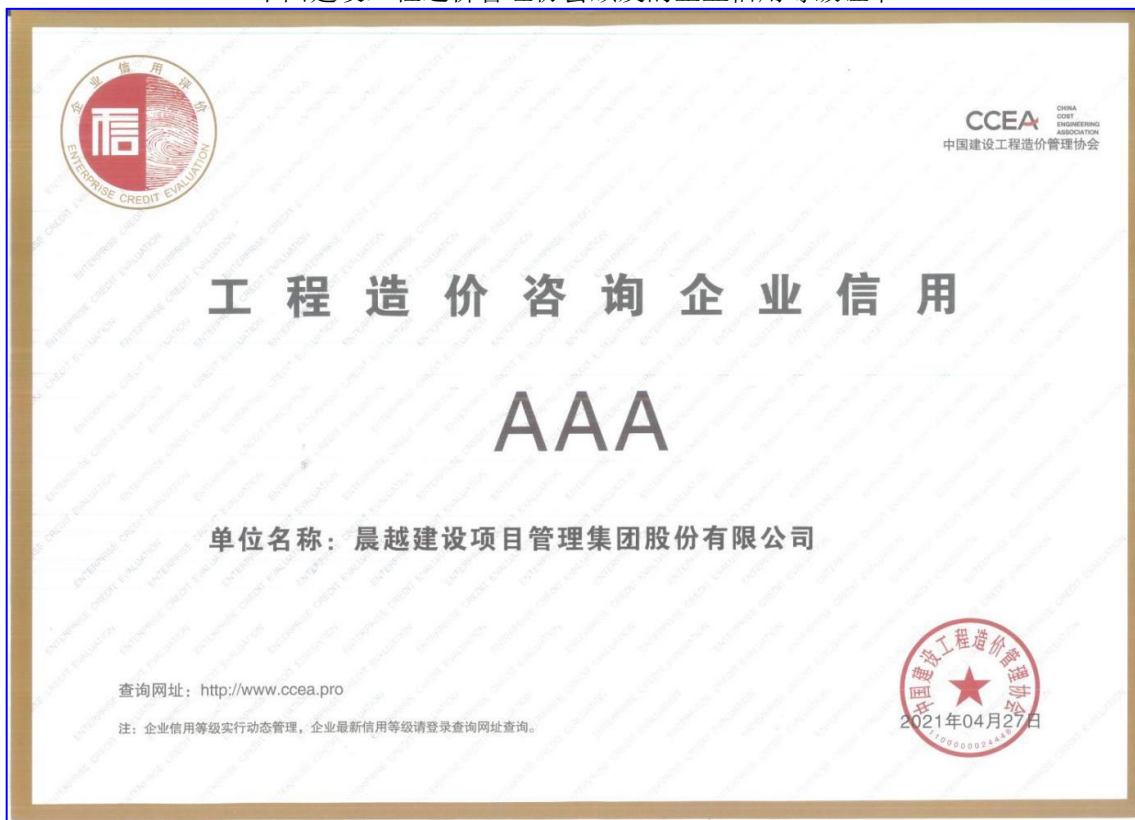 企业信用评价
信
ENTERPRISE CREDIT EVALUATION
CCEA
CHINA
COST
ENGINEERING
ASSOCIATION
中国建设工程造价管理协会
工程造价咨询企业信用
AAA
单位名称：晨越建设项目管理集团股份有限公司
查询网址：http://www.ccea.pro
注：企业信用等级实行动态管理，企业最新信用等级请登录查询网址查询。
中国建设工程造价管理协会
2021年04月27日